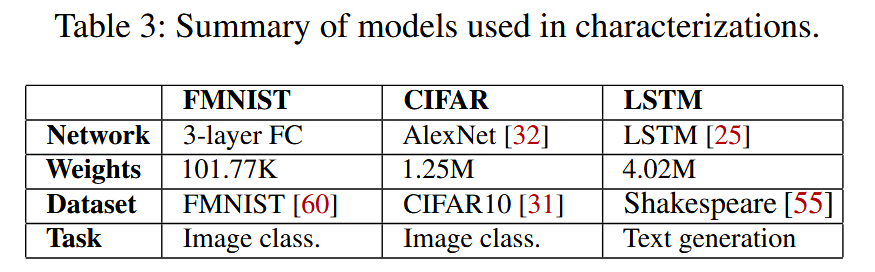 Table 3: Summary of models used in characterizations.
FMNIST CIFAR LSTM
Network 3-layer FC AlexNet [32] LSTM [25]
Weights 101.77K 1.25M 4.02M
Dataset FMNIST [60] CIFAR10 [31] Shakespeare [55]
Task Image class. Image class. Text generation